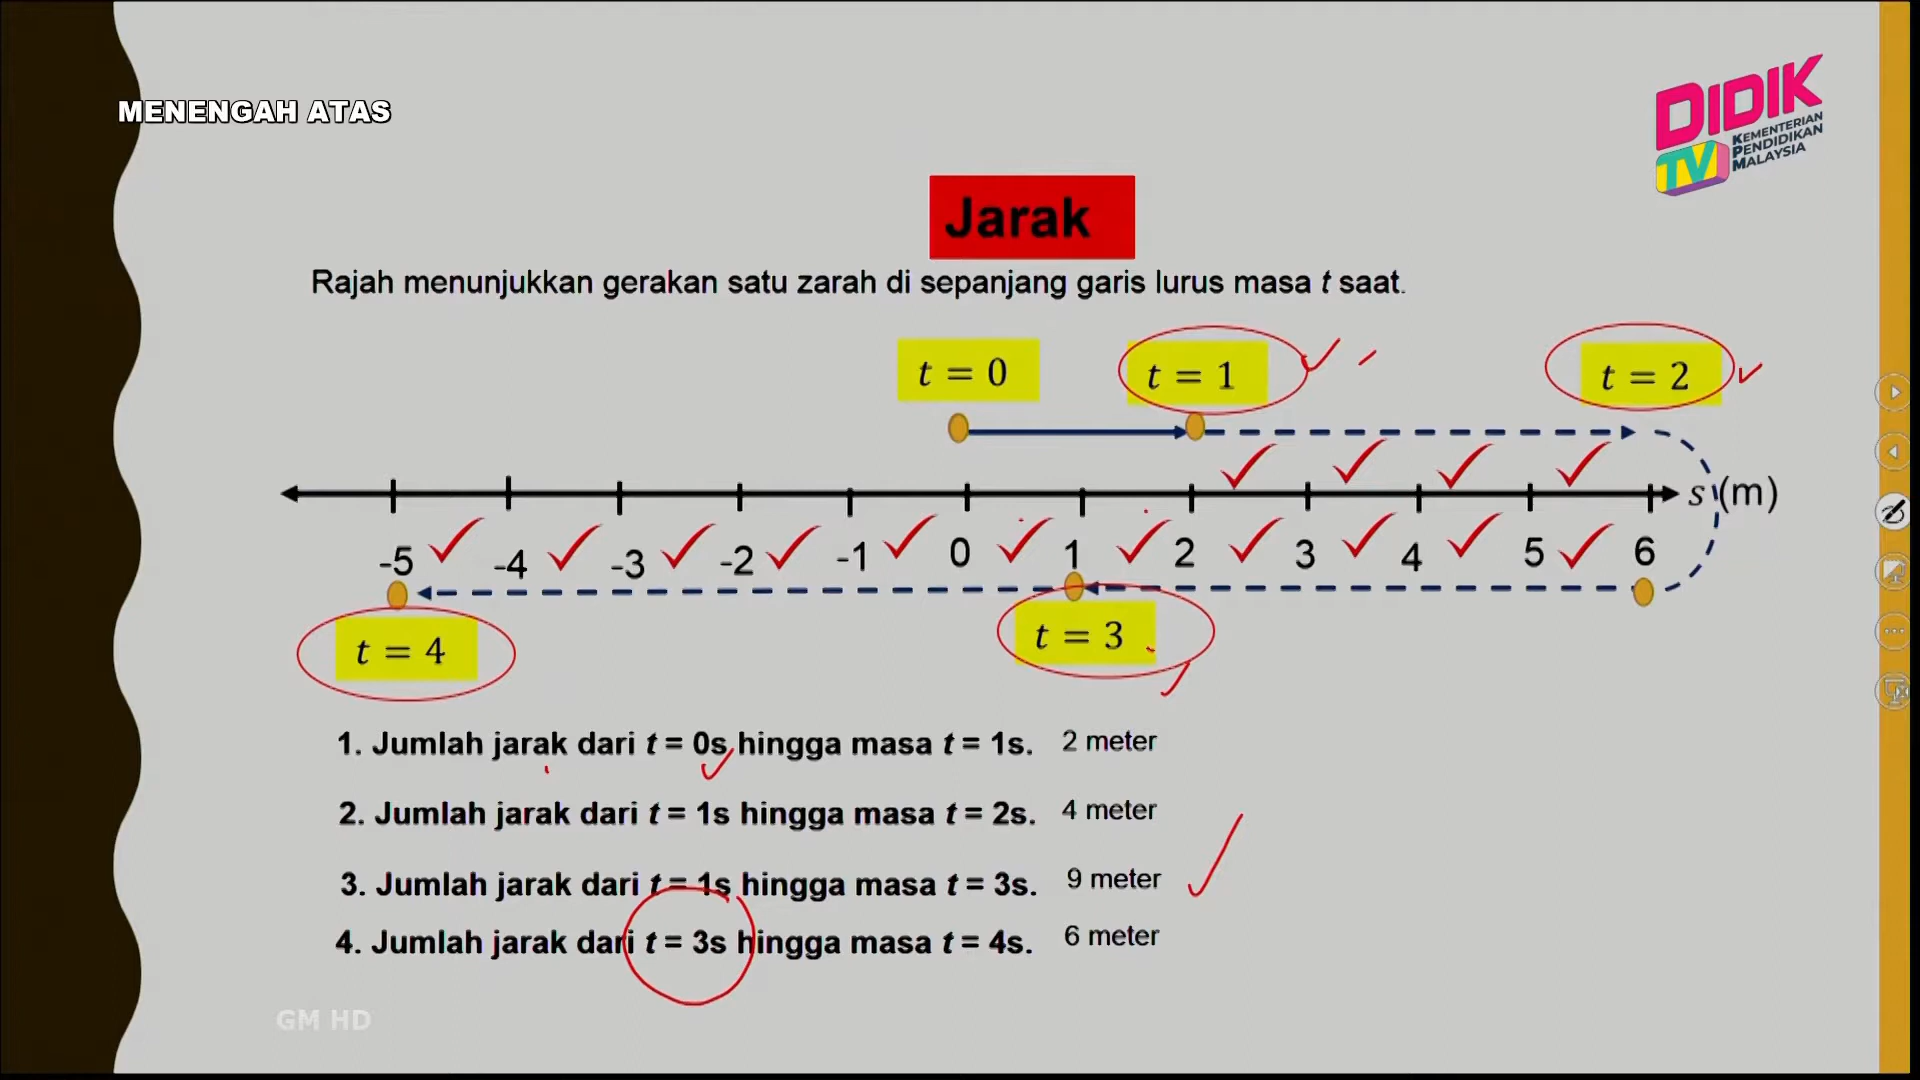 MENENGAH ATAS
DIDIK
TV
KEMENTERIAN
PENDIDIKAN
MALAYSIA
Jarak
Rajah menunjukkan gerakan satu zarah di sepanjang garis lurus masa t saat.
t = 0
t = 1
t = 2
s (m)
-5 -4 -3 -2 -1 0 1 2 3 4 5 6
t = 4
t = 3
1. Jumlah jarak dari t = 0s hingga masa t = 1s. 2 meter
2. Jumlah jarak dari t = 1s hingga masa t = 2s. 4 meter
3. Jumlah jarak dari t = 1s hingga masa t = 3s. 9 meter
4. Jumlah jarak dari t = 3s hingga masa t = 4s. 6 meter
GM HD